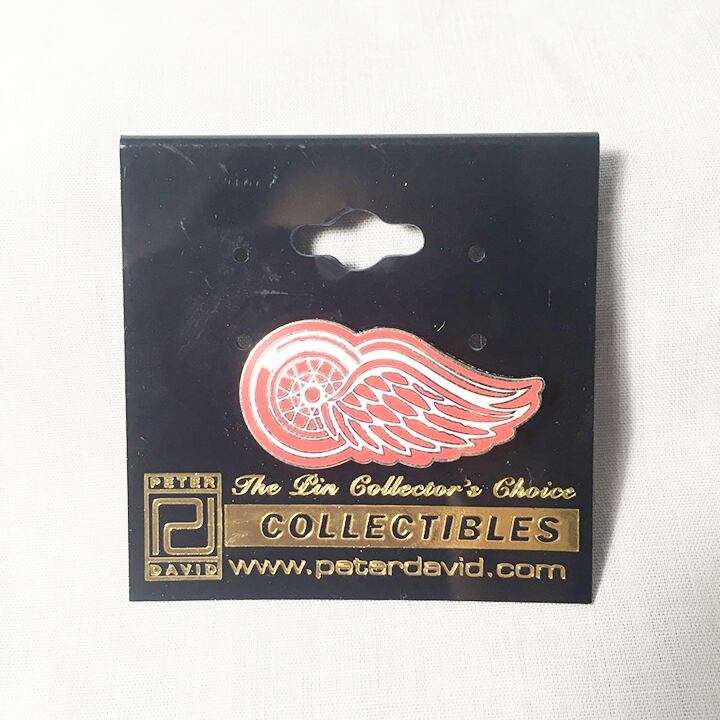 PETER
DAVID
The Pin Collector's Choice
COLLECTIBLES
www.peterdavid.com